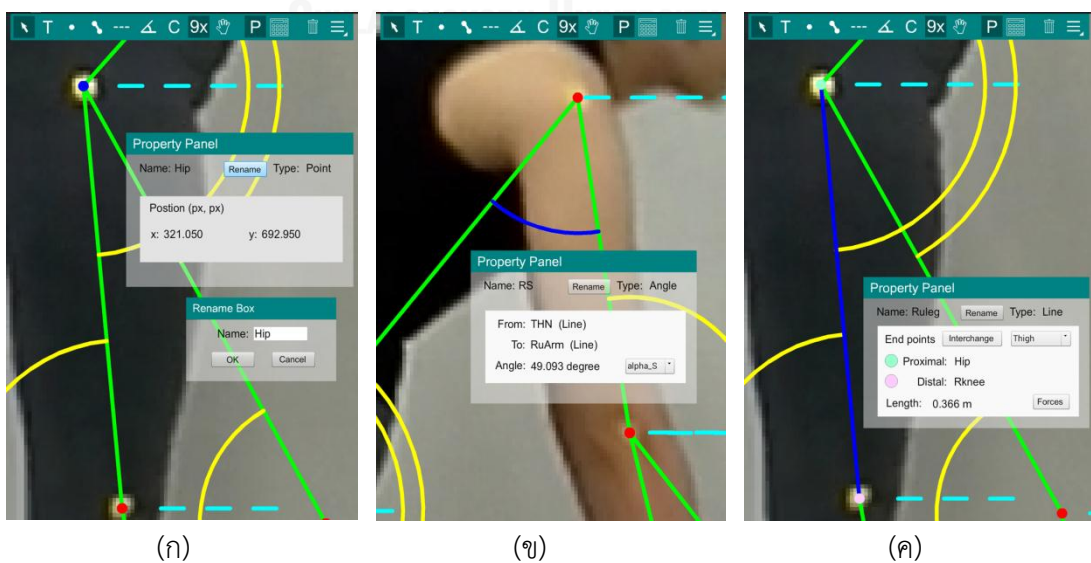 T C 9x P
Property Panel
Name: Hip Rename Type: Point
Postion (px, px)
x: 321.050 y: 692.950
Rename Box
Name: Hip
OK Cancel
(ก)
T C 9x P
Property Panel
Name: RS Rename Type: Angle
From: THN (Line)
To: RuArm (Line)
Angle: 49.093 degree alpha_S
(ข)
T C 9x P
Property Panel
Name: Ruleg Rename Type: Line
End points Interchange Thigh
Proximal: Hip
Distal: Rknee
Length: 0.366 m Forces
(ค)